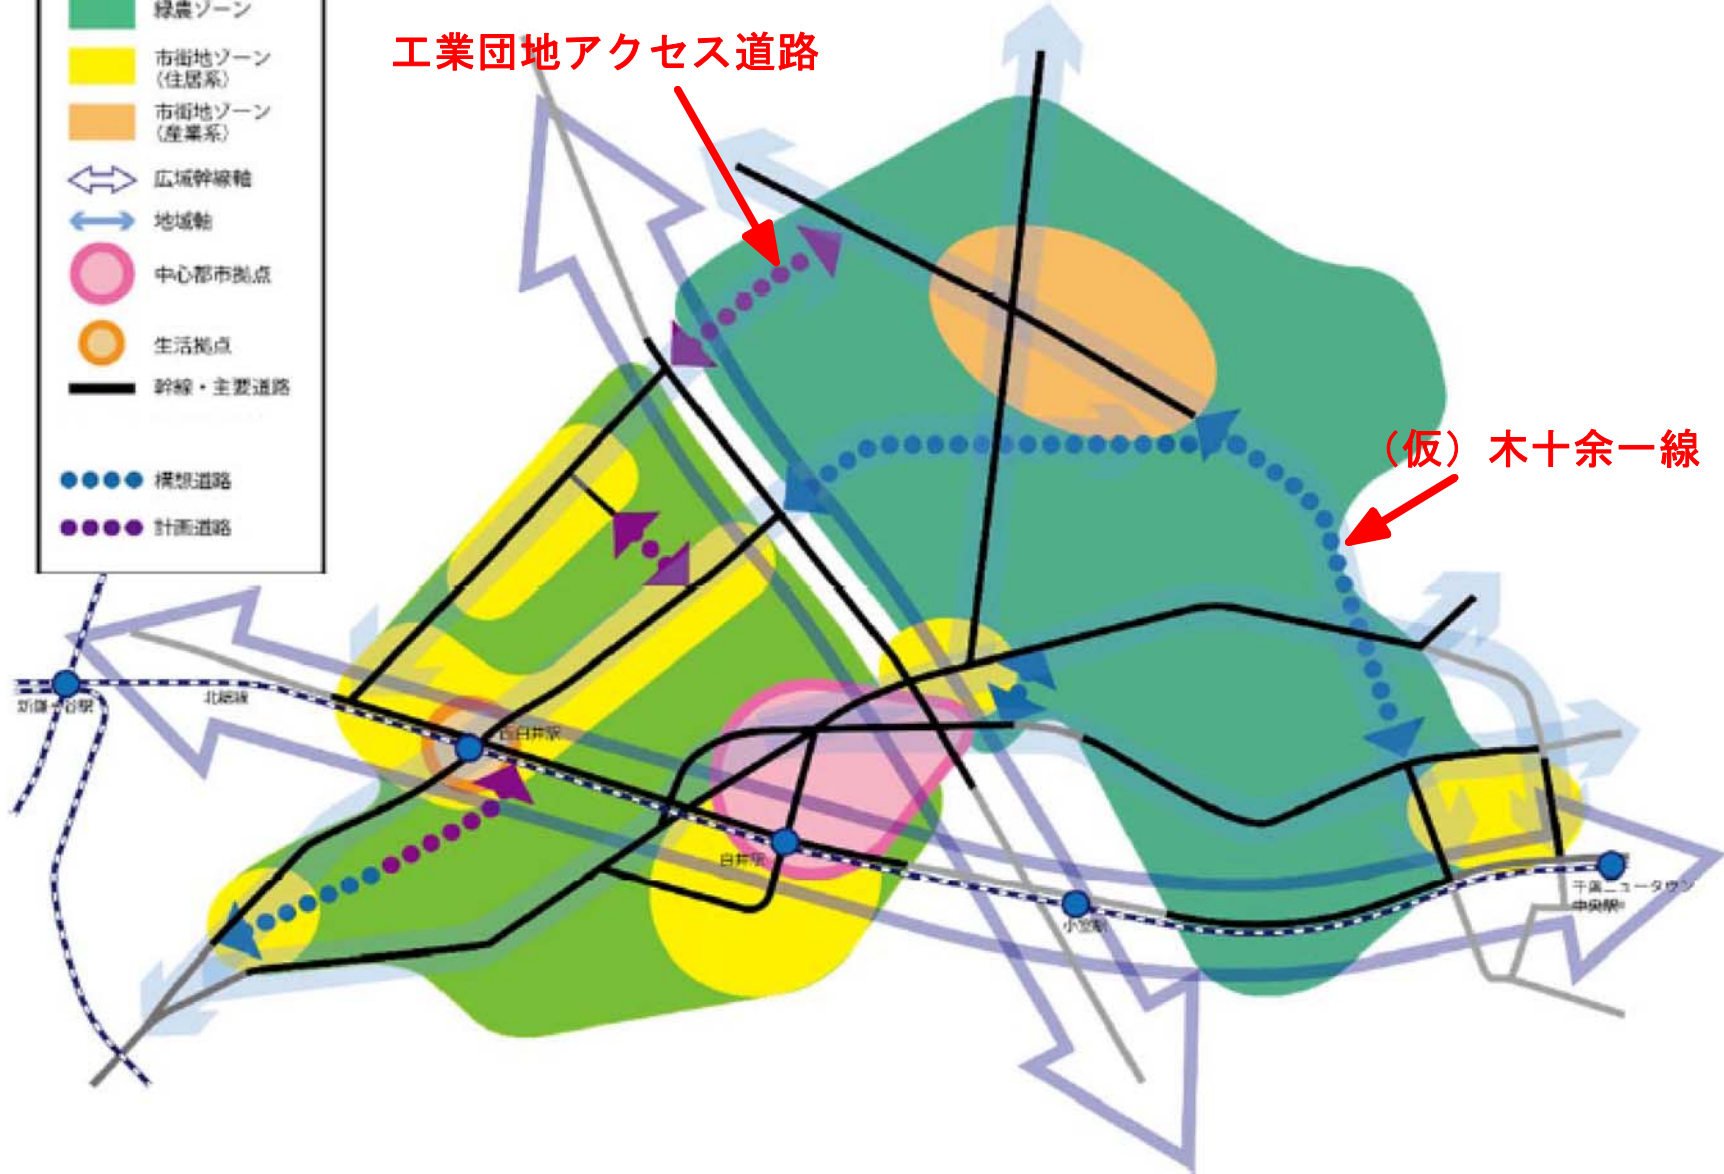 緑農ゾーン
市街地ゾーン
(住居系)
市街地ゾーン
(産業系)
広域幹線軸
地域軸
中心都市拠点
生活拠点
幹線・主要道路
構想道路
計画道路
工業団地アクセス道路
(仮)木十余一線
新鎌ヶ谷駅
北総線
西白井駅
白井駅
小室駅
千葉ニュータウン
中央駅